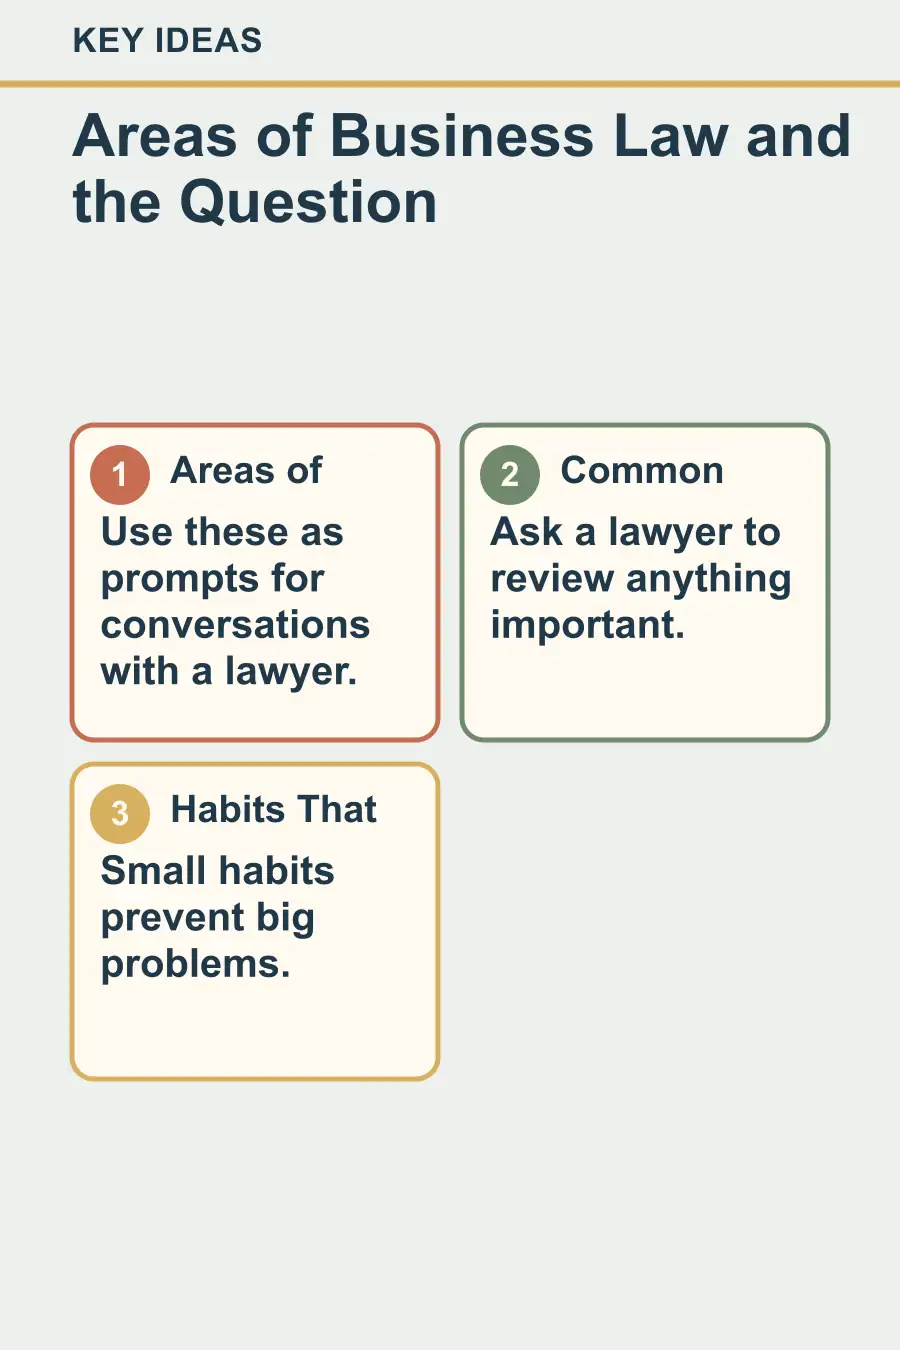 KEY IDEAS
Areas of Business Law and
the Question
1 Areas of
Use these as
prompts for
conversations
with a lawyer.
2 Common
Ask a lawyer to
review anything
important.
3 Habits That
Small habits
prevent big
problems.